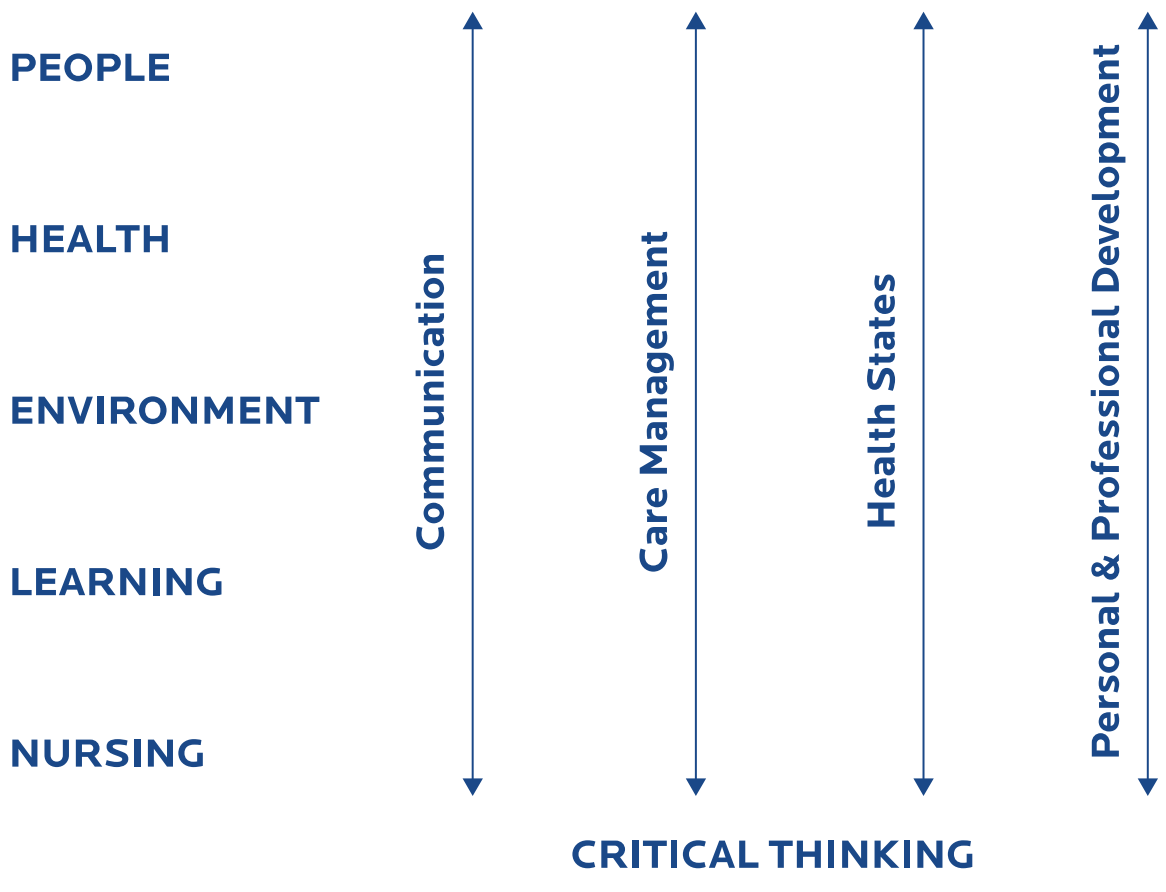 PEOPLE
HEALTH
ENVIRONMENT
LEARNING
NURSING
Communication
Care Management
Health States
Personal & Professional Development
CRITICAL THINKING